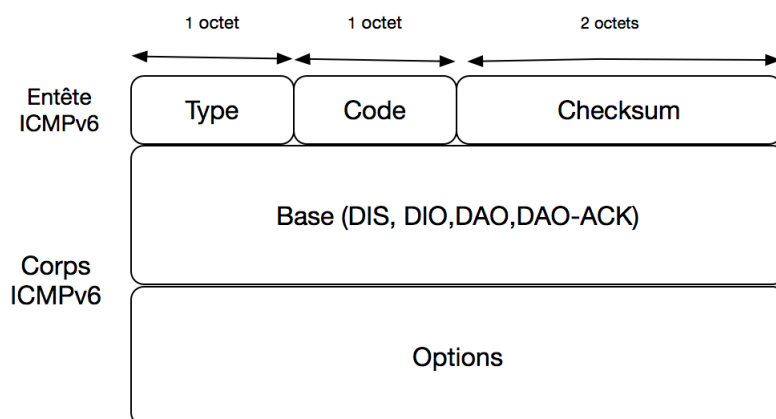 1 octet
1 octet
2 octets
Entête
ICMPv6
Type
Code
Checksum
Base (DIS, DIO,DAO,DAO-ACK)
Corps
ICMPv6
Options